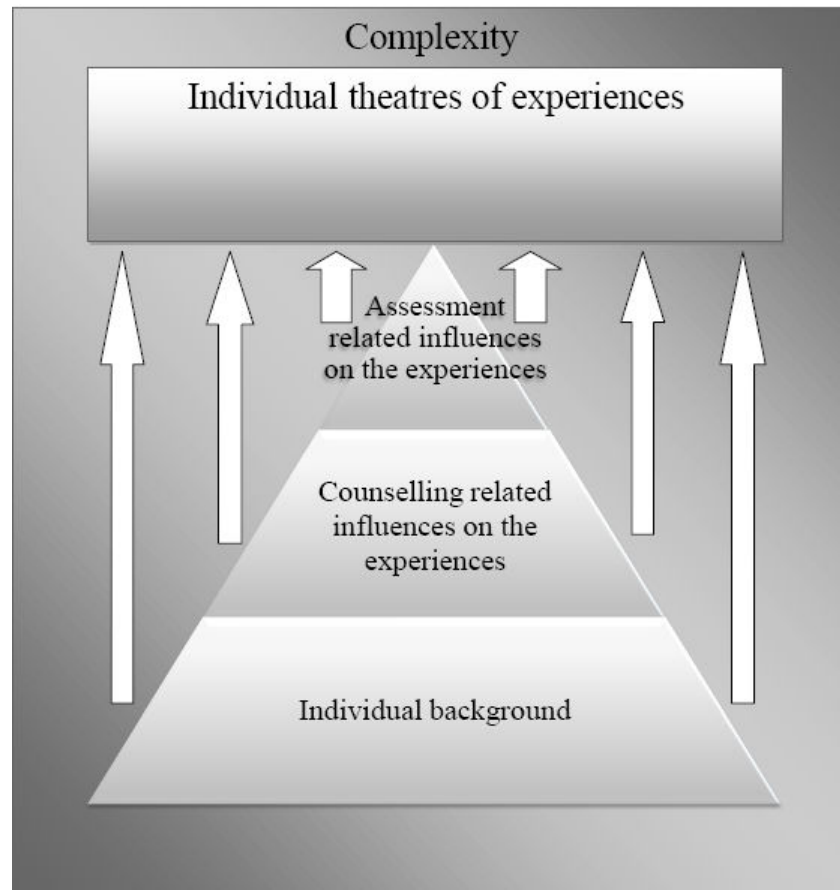 Complexity
Individual theatres of experiences
Assessment
related influences
on the experiences
Counselling related
influences on the
experiences
Individual background